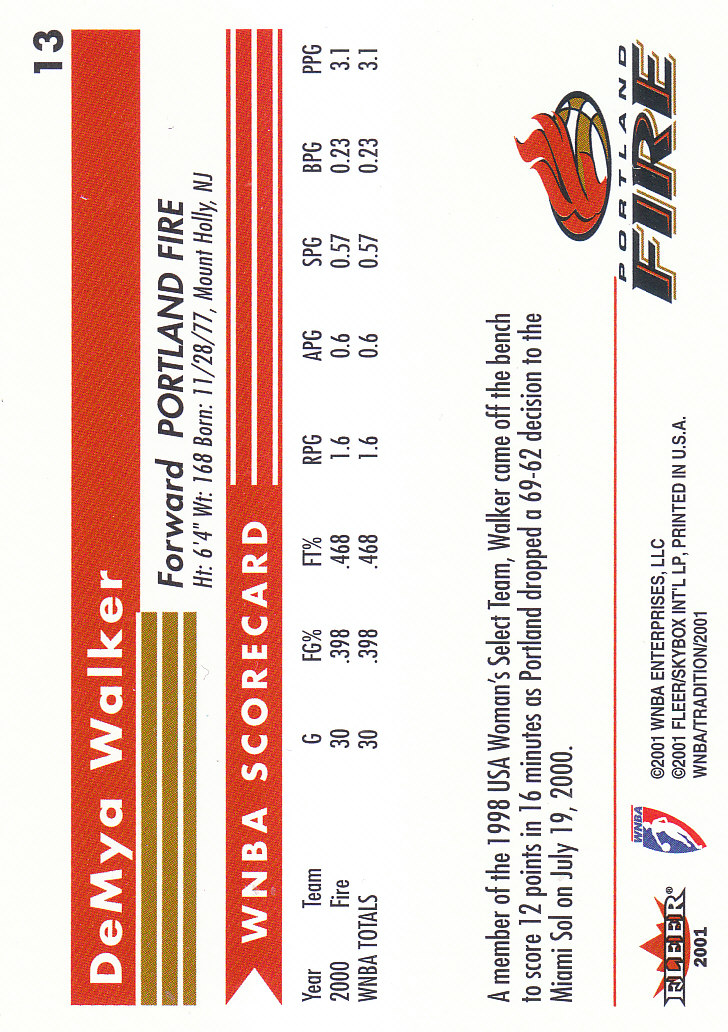 13
DeMya Walker
Forward PORTLAND FIRE
Ht: 6'4" Wt: 168 Born: 11/28/77, Mount Holly, NJ
WNBA SCORECARD
Year Team G FG% FT% RPG APG SPG BPG PPG
2000 Fire 30 .398 .468 1.6 0.6 0.57 0.23 3.1
WNBA TOTALS 30 .398 .468 1.6 0.6 0.57 0.23 3.1
A member of the 1998 USA Woman's Select Team, Walker came off the bench
to score 12 points in 16 minutes as Portland dropped a 69-62 decision to the
Miami Sol on July 19, 2000.
PORTLAND
FIRE
FLEER®
2001
WNBA
©2001 WNBA ENTERPRISES, LLC
©2001 FLEER/SKYBOX INT'L LP, PRINTED IN U.S.A.
WNBA/TRADITION/2001